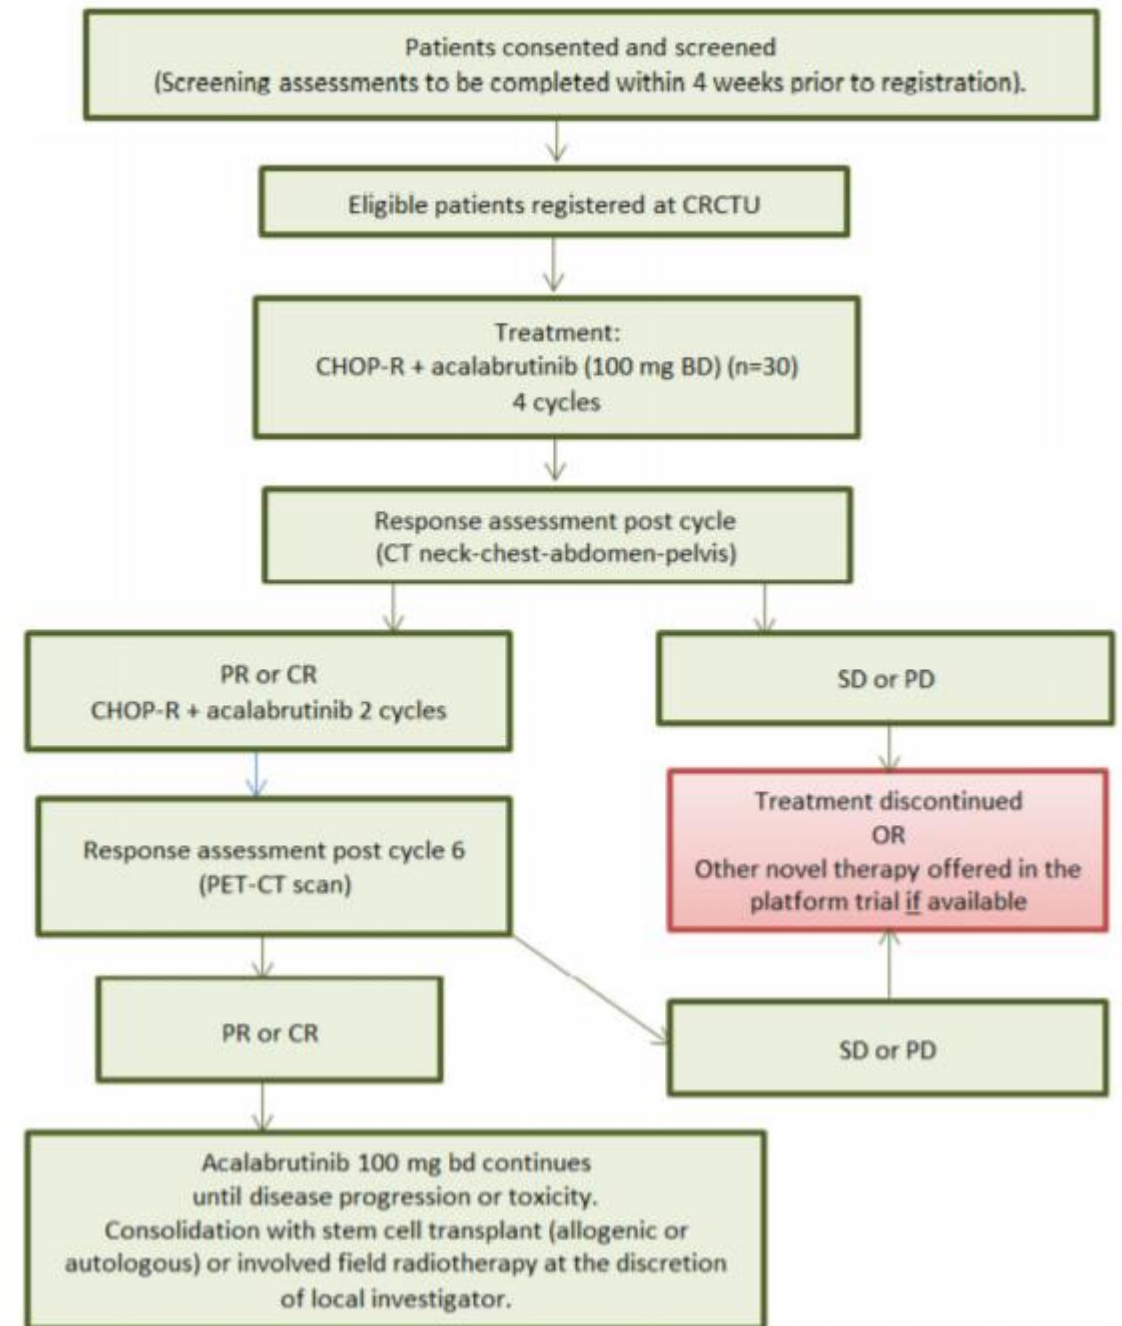 Patients consented and screened
(Screening assessments to be completed within 4 weeks prior to registration).
Eligible patients registered at CRCTU
Treatment:
CHOP-R + acalabrutinib (100 mg BD) (n=30)
4 cycles
Response assessment post cycle
(CT neck-chest-abdomen-pelvis)
PR or CR
CHOP-R + acalabrutinib 2 cycles
SD or PD
Treatment discontinued
OR
Other novel therapy offered in the
platform trial if available
Response assessment post cycle 6
(PET-CT scan)
PR or CR
SD or PD
Acalabrutinib 100 mg bd continues
until disease progression or toxicity.
Consolidation with stem cell transplant (allogenic or
autologous) or involved field radiotherapy at the discretion
of local investigator.